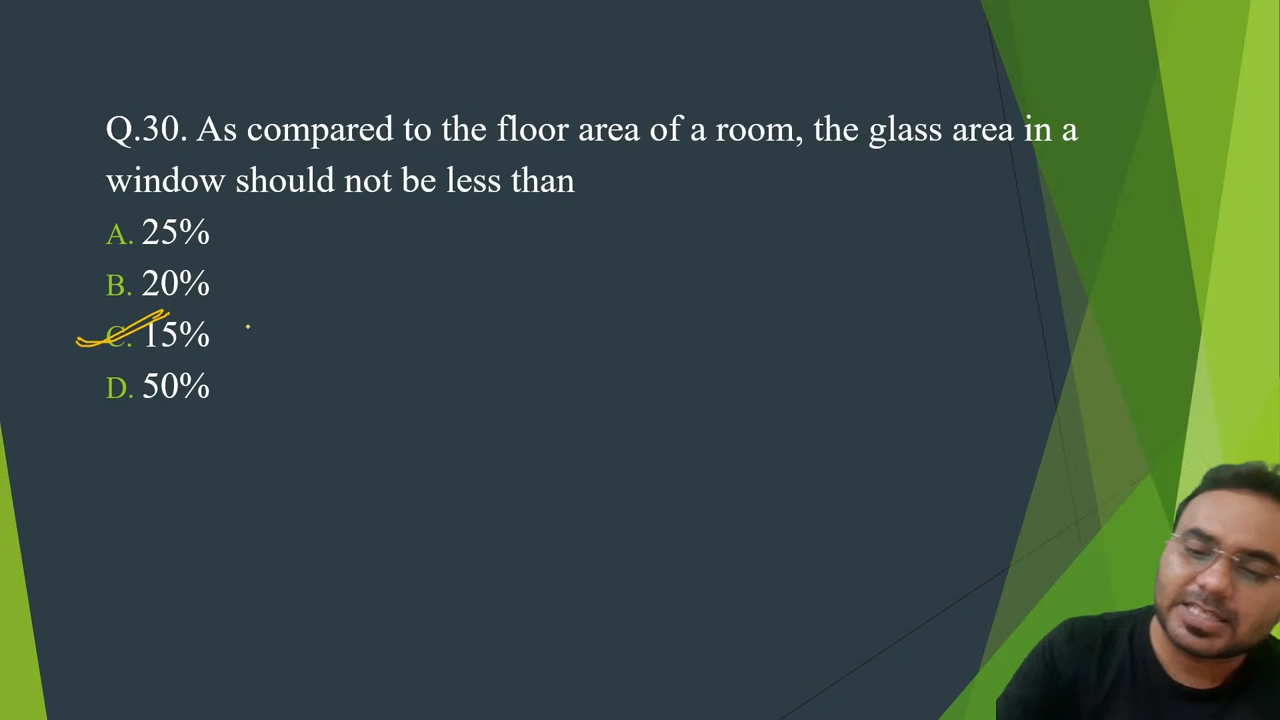 Q.30. As compared to the floor area of a room, the glass area in a
window should not be less than
A. 25%
B. 20%
C. 15%
D. 50%